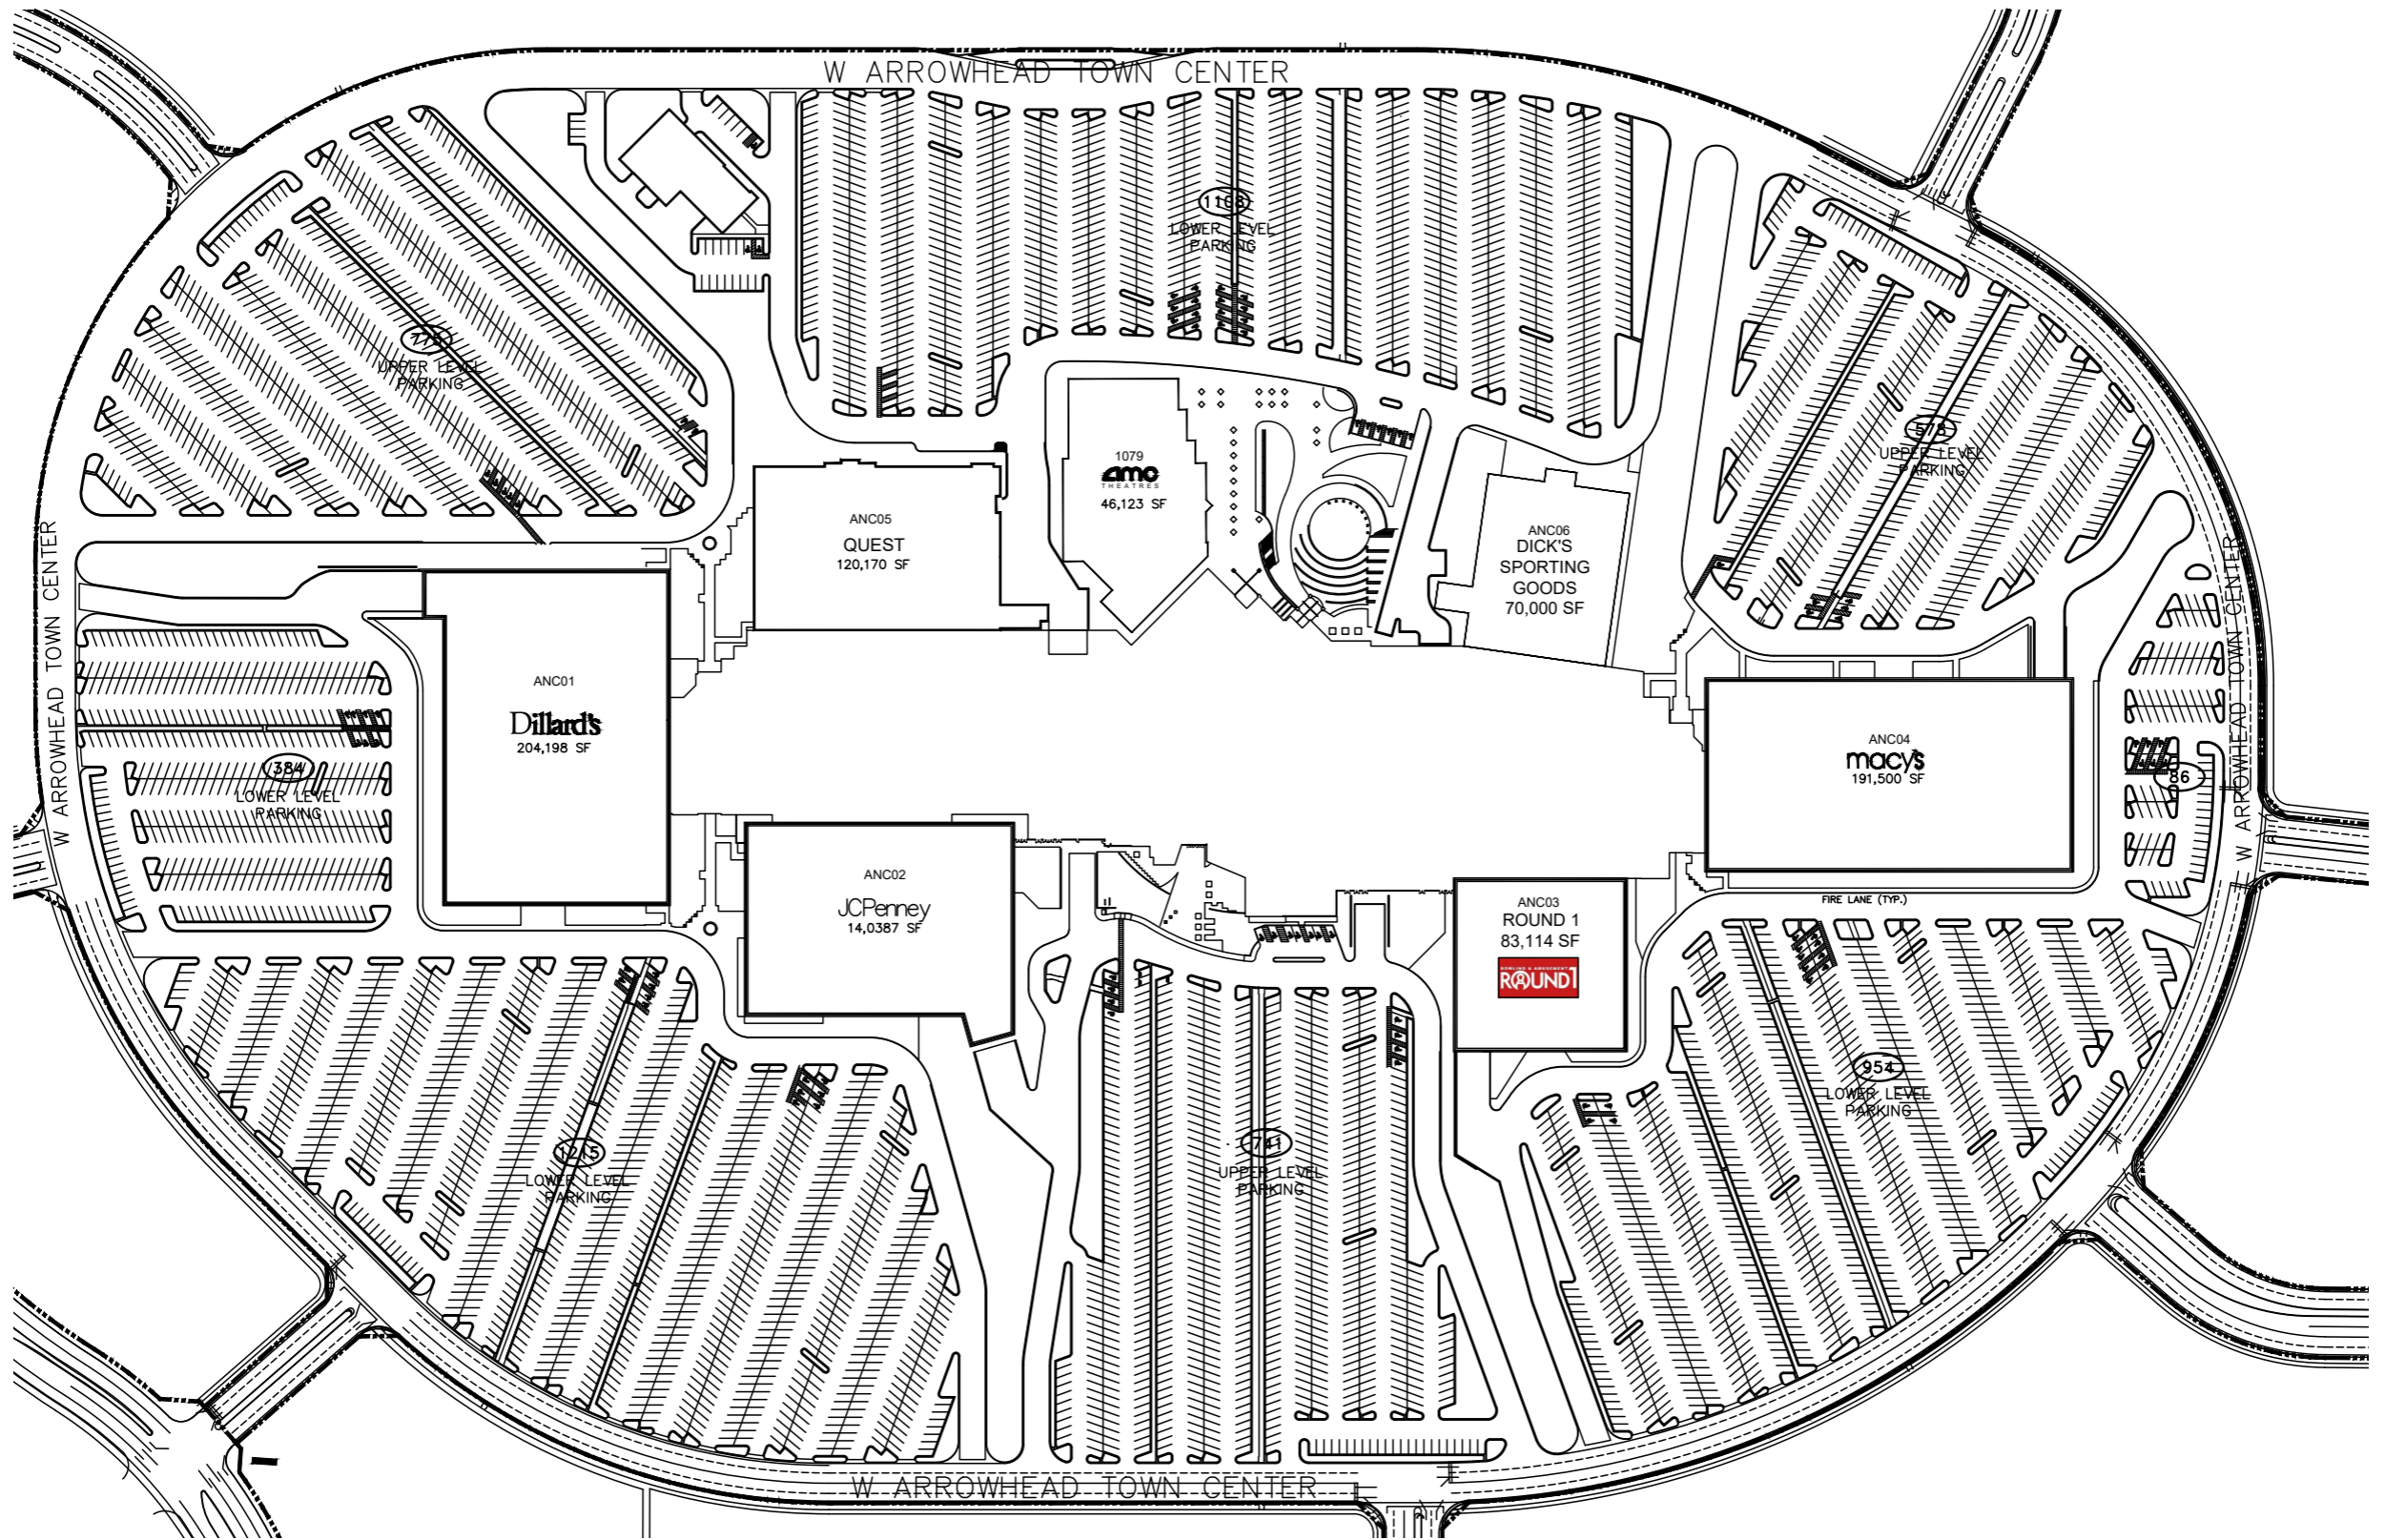 W ARROWHEAD TOWN CENTER
1108
LOWER LEVEL
PARKING
UPPER LEVEL
PARKING
578
UPPER LEVEL
PARKING
1079
amc
THEATRES
46,123 SF
ANC05
QUEST
120,170 SF
ANC06
DICK'S
SPORTING
GOODS
70,000 SF
W ARROWHEAD TOWN CENTER
W ARROWHEAD TOWN CENTER
ANC01
Dillard's
204,198 SF
384
LOWER LEVEL
PARKING
ANC04
macy's
191,500 SF
86
ANC02
JCPenney
14,0387 SF
ANC03
ROUND 1
83,114 SF
BOWLING & AMUSEMENT
ROUND1
FIRE LANE (TYP.)
954
LOWER LEVEL
PARKING
1215
LOWER LEVEL
PARKING
741
UPPER LEVEL
PARKING
W ARROWHEAD TOWN CENTER